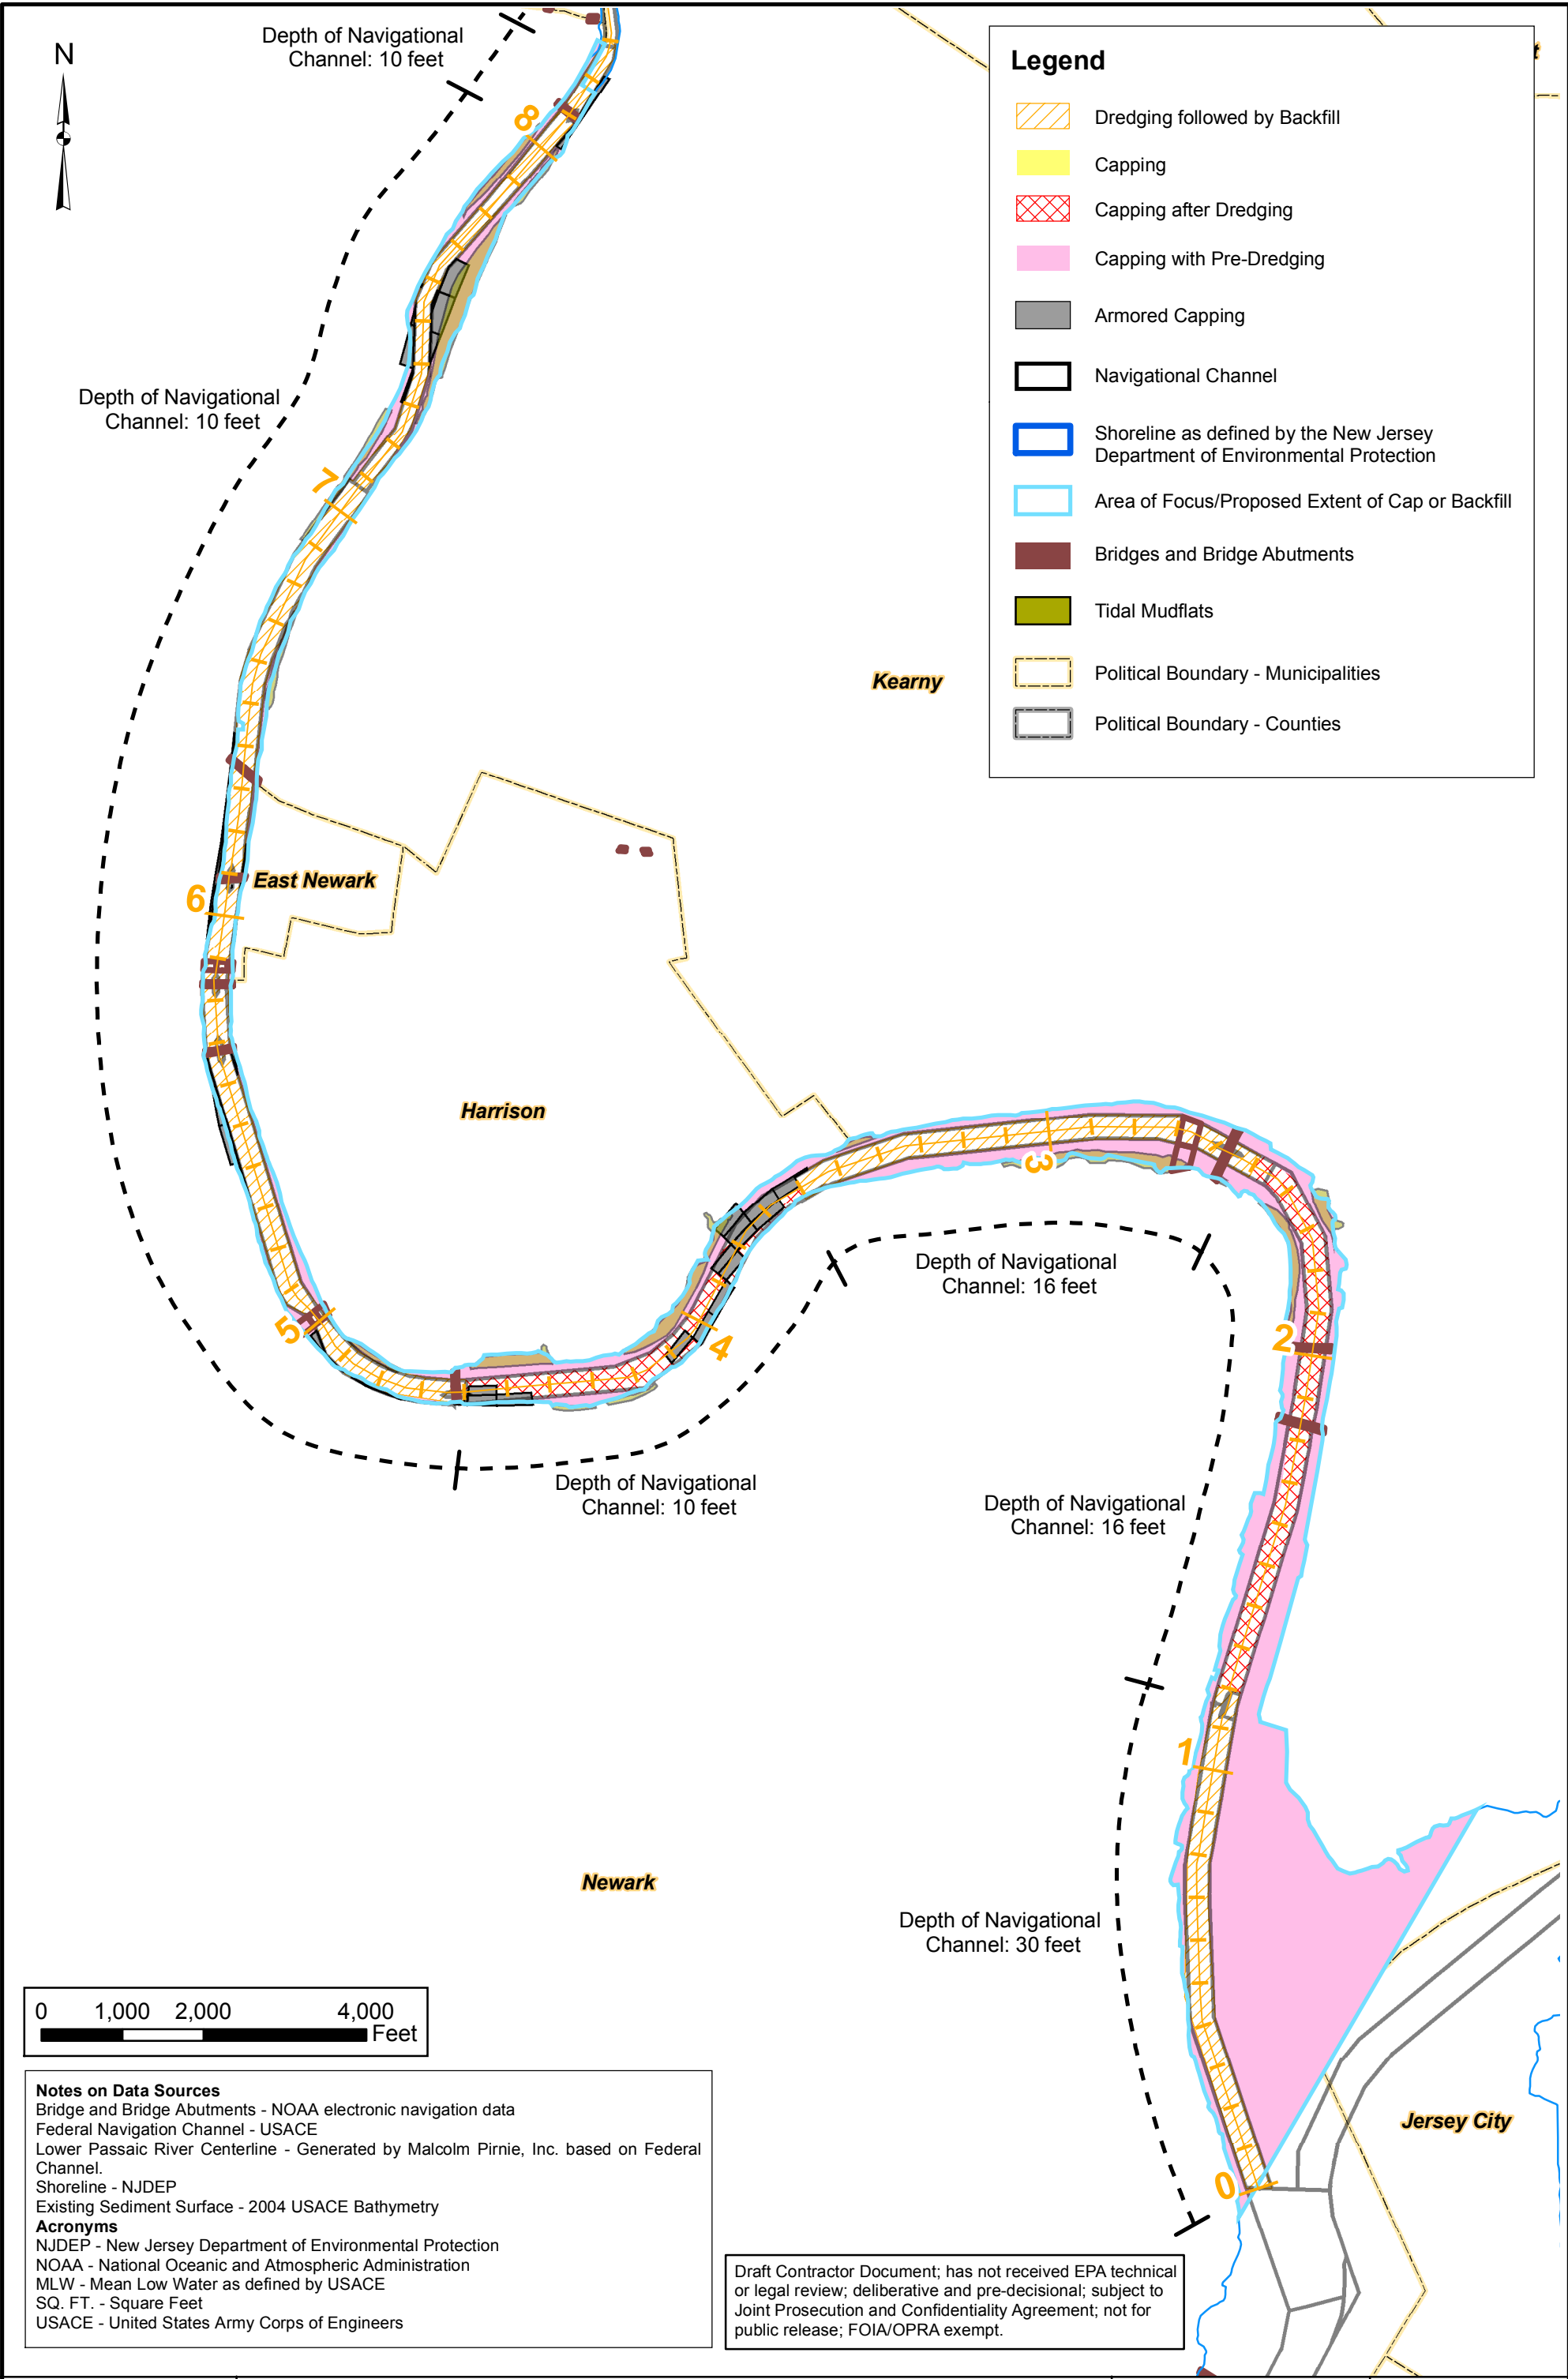 N
Depth of Navigational
Channel: 10 feet
8
Legend
Dredging followed by Backfill
Capping
Capping after Dredging
Capping with Pre-Dredging
Armored Capping
Navigational Channel
Shoreline as defined by the New Jersey
Department of Environmental Protection
Area of Focus/Proposed Extent of Cap or Backfill
Bridges and Bridge Abutments
Tidal Mudflats
Political Boundary - Municipalities
Political Boundary - Counties
t
Depth of Navigational
Channel: 10 feet
7
Kearny
East Newark
6
Harrison
3
Depth of Navigational
Channel: 16 feet
5
4
2
Depth of Navigational
Channel: 10 feet
Depth of Navigational
Channel: 16 feet
1
Newark
Depth of Navigational
Channel: 30 feet
0
Jersey City
0 1,000 2,000 4,000
Feet
Notes on Data Sources
Bridge and Bridge Abutments - NOAA electronic navigation data
Federal Navigation Channel - USACE
Lower Passaic River Centerline - Generated by Malcolm Pirnie, Inc. based on Federal
Channel.
Shoreline - NJDEP
Existing Sediment Surface - 2004 USACE Bathymetry
Acronyms
NJDEP - New Jersey Department of Environmental Protection
NOAA - National Oceanic and Atmospheric Administration
MLW - Mean Low Water as defined by USACE
SQ. FT. - Square Feet
USACE - United States Army Corps of Engineers
Draft Contractor Document; has not received EPA technical
or legal review; deliberative and pre-decisional; subject to
Joint Prosecution and Confidentiality Agreement; not for
public release; FOIA/OPRA exempt.